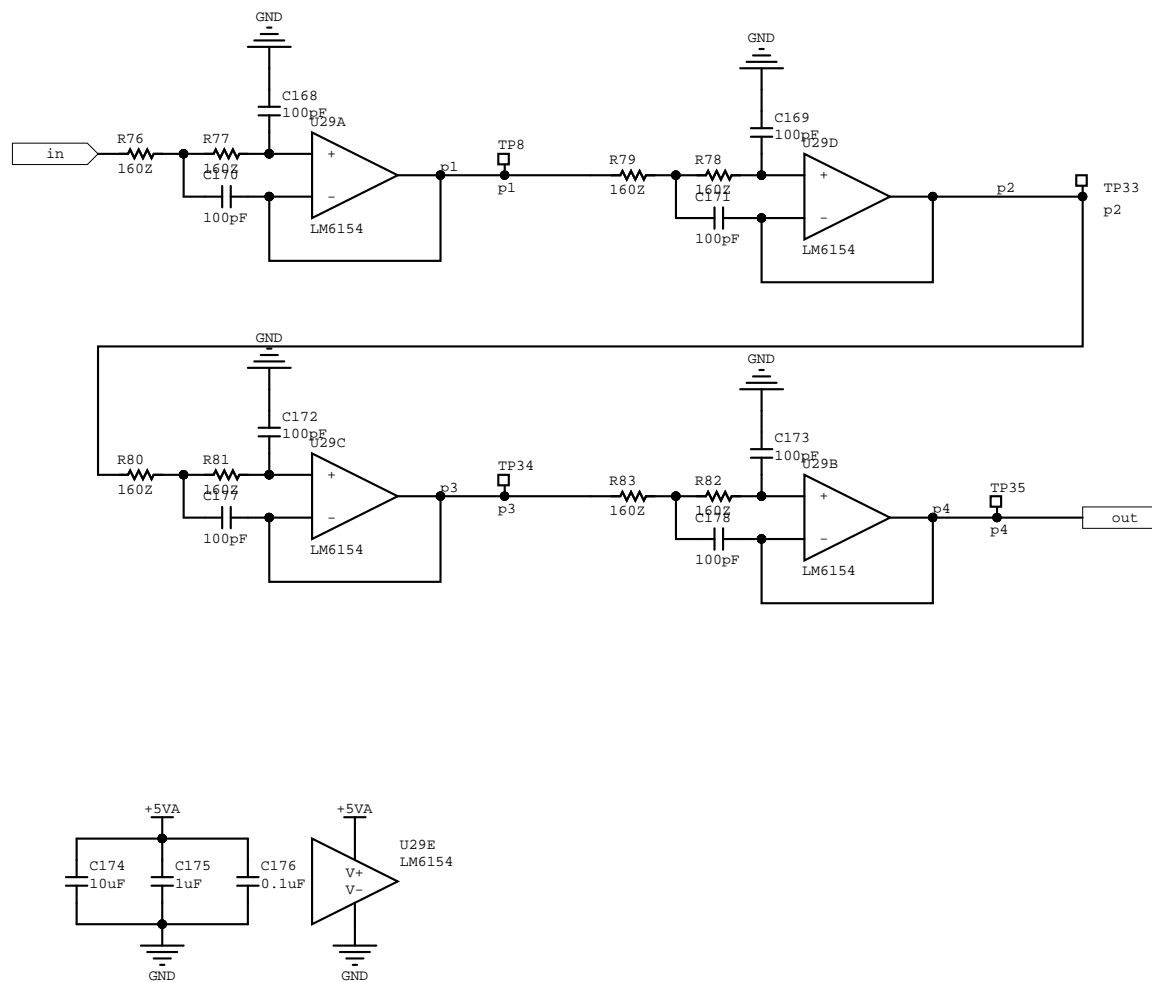 GND
GND
C168
100pF
U29A
C169
100pF
U29D
in
R76
160Z
R77
160Z
C170
100pF
+
−
LM6154
p1
TP8
p1
R79
160Z
R78
160Z
C171
100pF
+
−
LM6154
p2
TP33
p2
GND
GND
C172
100pF
U29C
C173
100pF
U29B
R80
160Z
R81
160Z
C177
100pF
+
−
LM6154
p3
TP34
p3
R83
160Z
R82
160Z
C178
100pF
+
−
LM6154
p4
TP35
p4
out
+5VA
+5VA
C174
10uF
C175
1uF
C176
0.1uF
V+
V−
U29E
LM6154
GND
GND